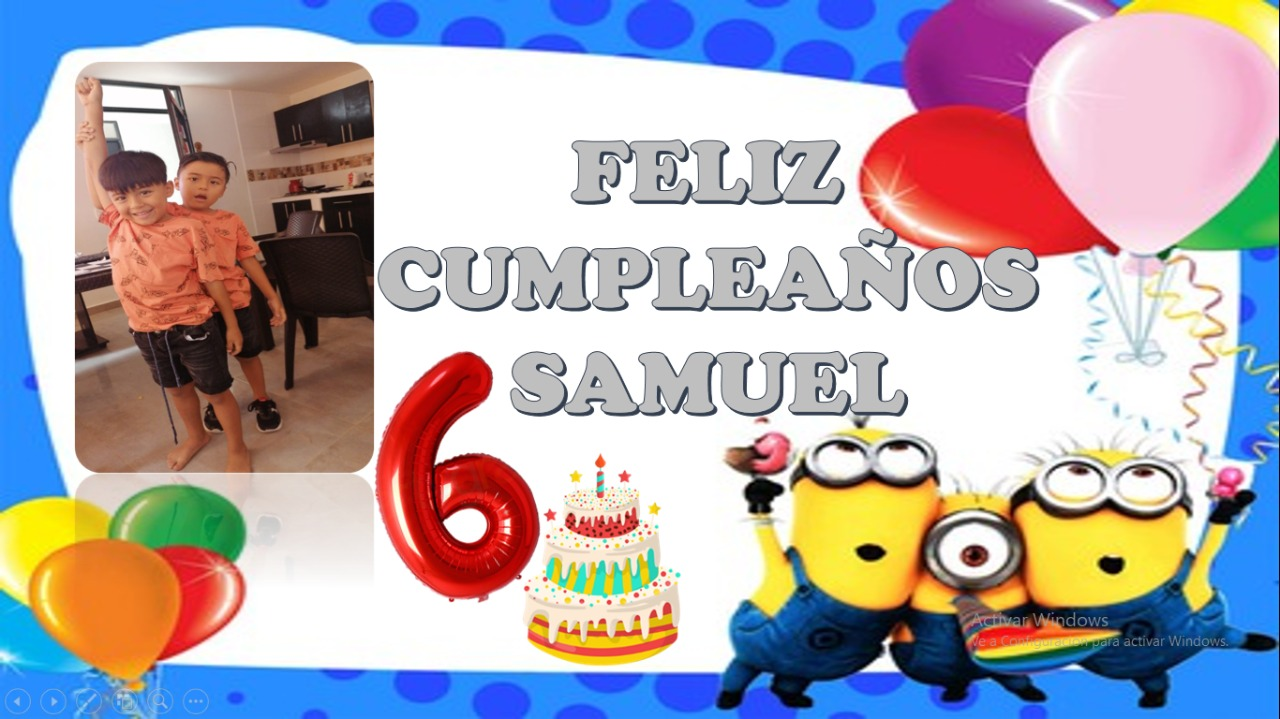 FELIZ
CUMPLEAÑOS
SAMUEL
6
Activar Windows
Ve a Configuración para activar Windows.